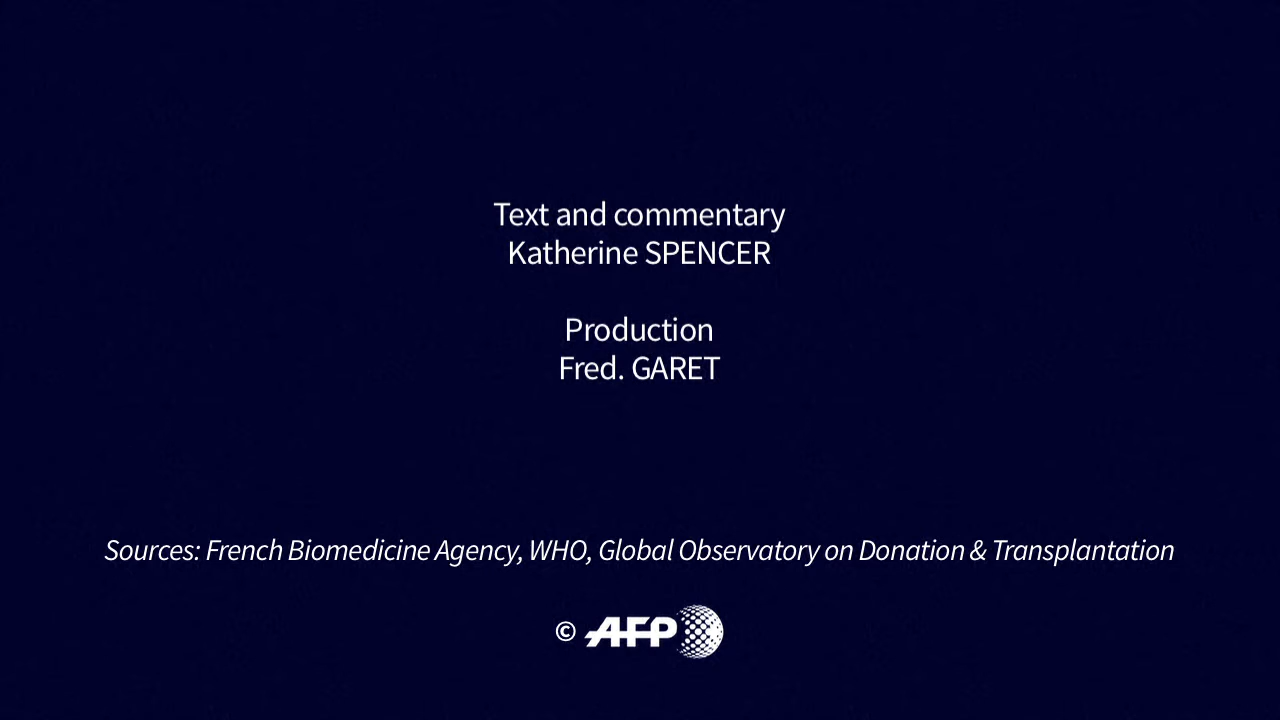 Text and commentary
Katherine SPENCER
Production
Fred. GARET
Sources: French Biomedicine Agency, WHO, Global Observatory on Donation & Transplantation
© AFP